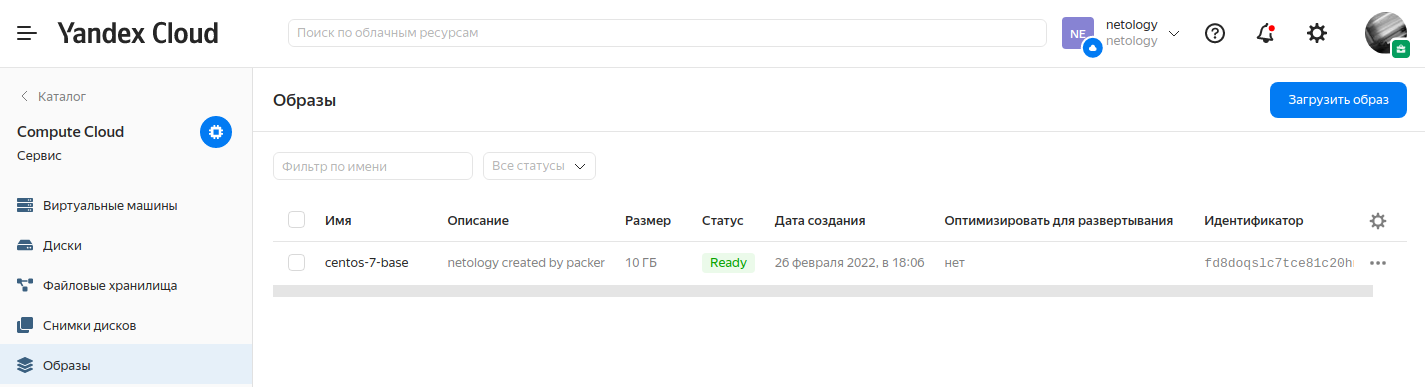 Yandex Cloud
Поиск по облачным ресурсам
NE
netology
netology
Каталог
Compute Cloud
Сервис
Виртуальные машины
Диски
Файловые хранилища
Снимки дисков
Образы
Образы
Загрузить образ
Фильтр по имени
Все статусы
Имя Описание Размер Статус Дата создания Оптимизировать для развертывания Идентификатор
centos-7-base netology created by packer 10 ГБ Ready 26 февраля 2022, в 18:06 нет fd8doqslc7tce81c20h